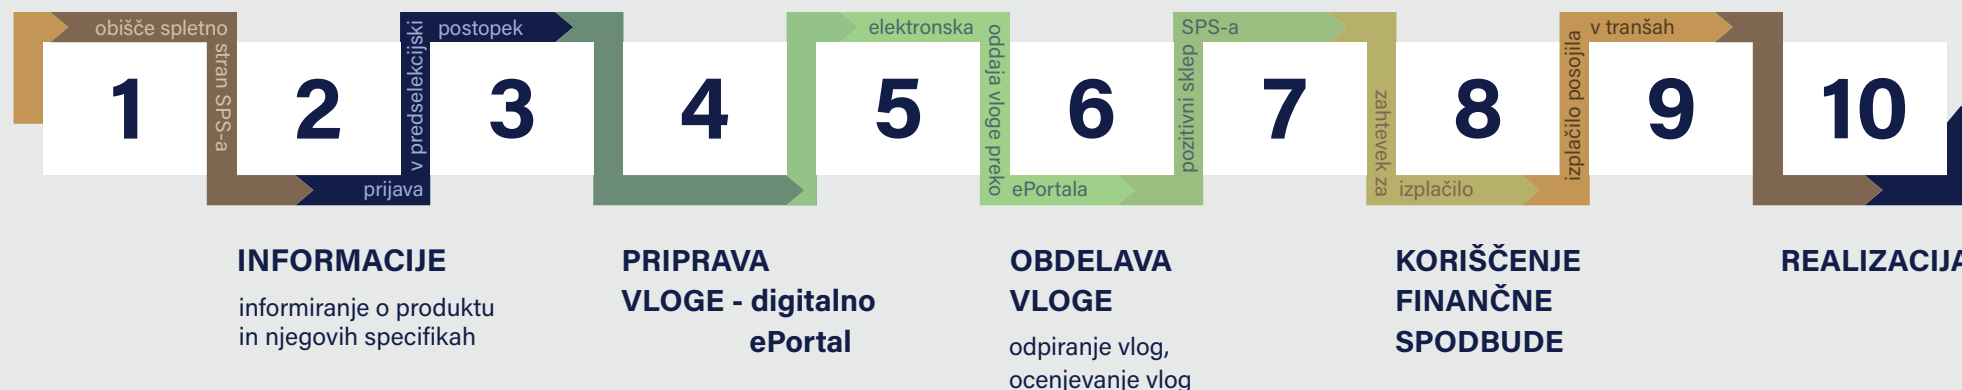 obišče spletno
stran SPS-a
prijava
v predselekcijski
postopek
elektronska
oddaja vloge preko
ePortala
pozitivni sklep
SPS-a
zahtevek za
izplačilo
izplačilo posojila
v tranšah
1
2
3
4
5
6
7
8
9
10
INFORMACIJE
informiranje o produktu
in njegovih specifikah
PRIPRAVA
VLOGE - digitalno
ePortal
OBDELAVA
VLOGE
odpiranje vlog,
ocenjevanje vlog
KORIŠČENJE
FINANČNE
SPODBUDE
REALIZACIJA